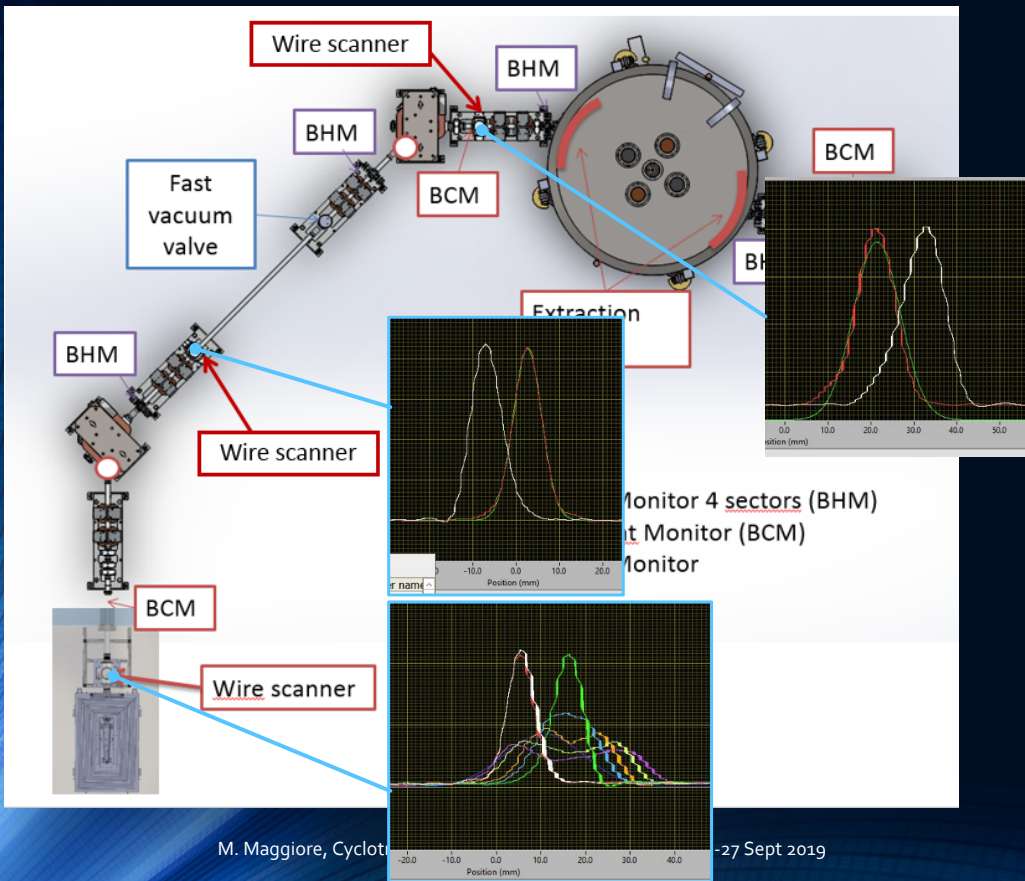 Wire scanner
BHM
BHM
BCM
BCM
Fast
vacuum
valve
BHM
Extraction
0.0 10.0 20.0 30.0 40.0 50.0
(mm)
Wire scanner
-10.0 0.0 10.0 20.0
Position (mm)
name
Monitor 4 sectors (BHM)
Monitor (BCM)
Monitor
BCM
Wire scanner
-20.0 -10.0 0.0 10.0 20.0 30.0 40.0
Position (mm)
M. Maggiore, -27 Sept 2019